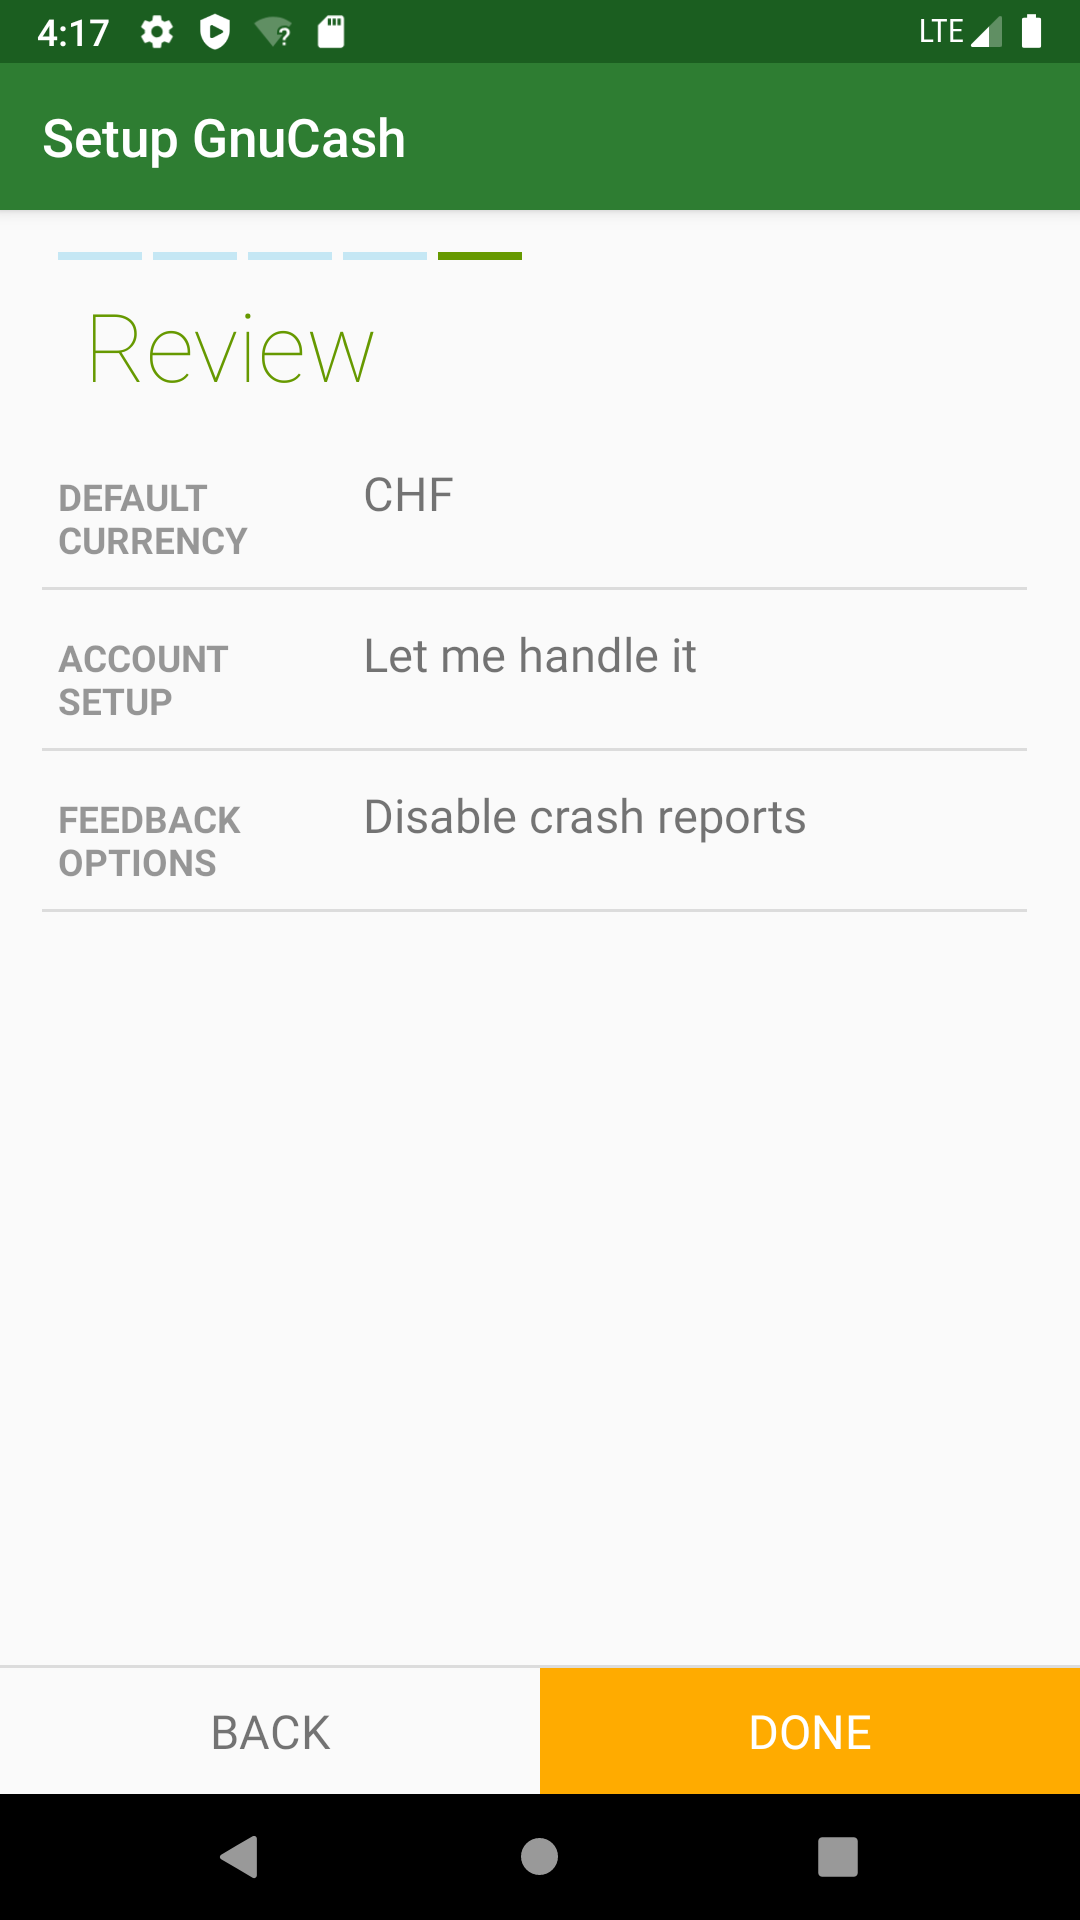 4:17
LTE
Setup GnuCash
Review
DEFAULT
CURRENCY
CHF
ACCOUNT
SETUP
Let me handle it
FEEDBACK
OPTIONS
Disable crash reports
BACK
DONE